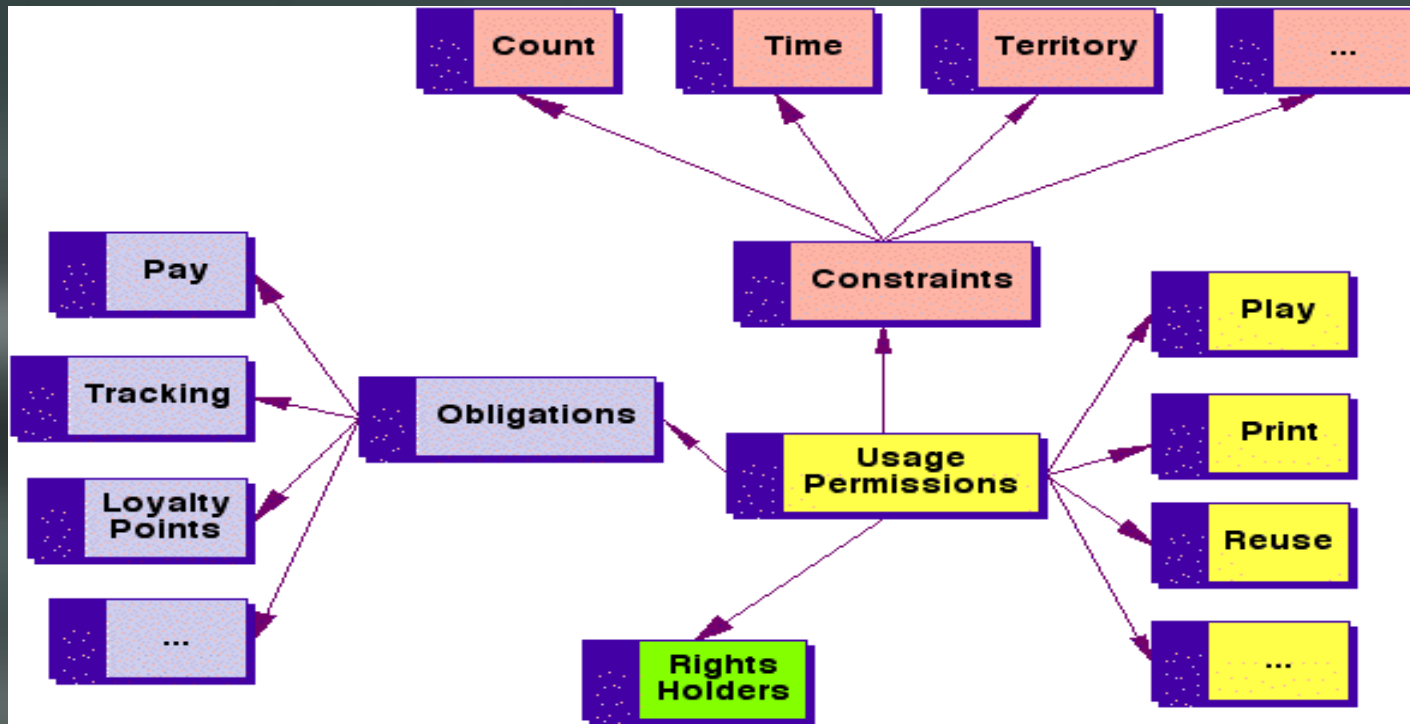 Count
Time
Territory
...
Constraints
Pay
Play
Tracking
Obligations
Print
Usage
Permissions
Loyalty
Points
Reuse
...
Rights
Holders
...